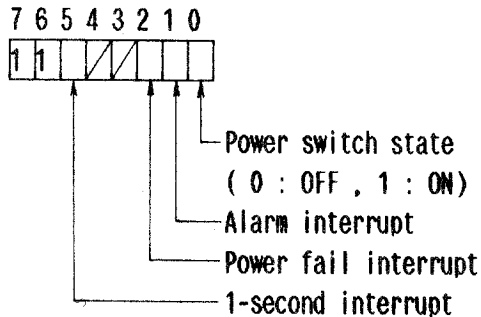 7 6 5 4 3 2 1 0
1 1
Power switch state
( 0 : OFF , 1 : ON)
Alarm interrupt
Power fail interrupt
1-second interrupt